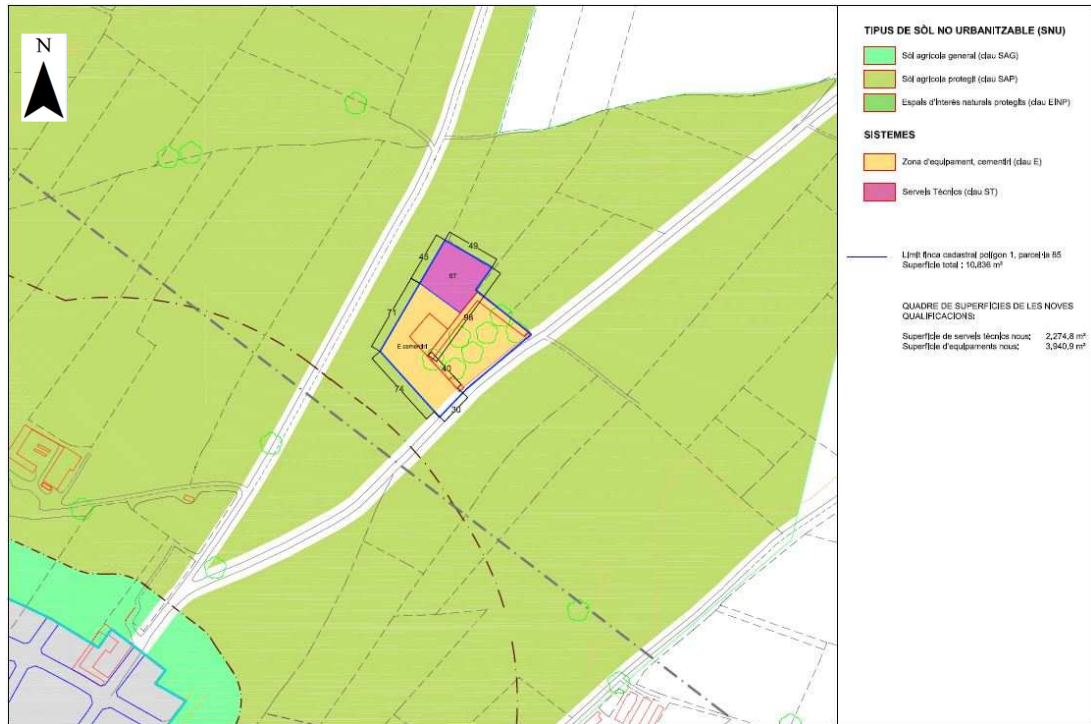 N
TIPUS DE SÒL NO URBANITZABLE (SNU)
Sòl agrícola general (clau SAG)
Sòl agrícola protegit (clau SAP)
Espais d'interès naturals protegits (clau EINP)
SISTEMES
Zona d'equipament, cementiri (clau E)
Serveis Tècnics (clau ST)
Límit finca cadastral polígon 1, parcel·la 85
Superfície total : 10,836 m²
QUADRE DE SUPERFÍCIES DE LES NOVES
QUALIFICACIONS:
Superfície de serveis tècnics nous: 2,274,8 m²
Superfície d'equipaments nous: 3,940,9 m²
49
43
ST
71
98
E cementiri
40
74
30